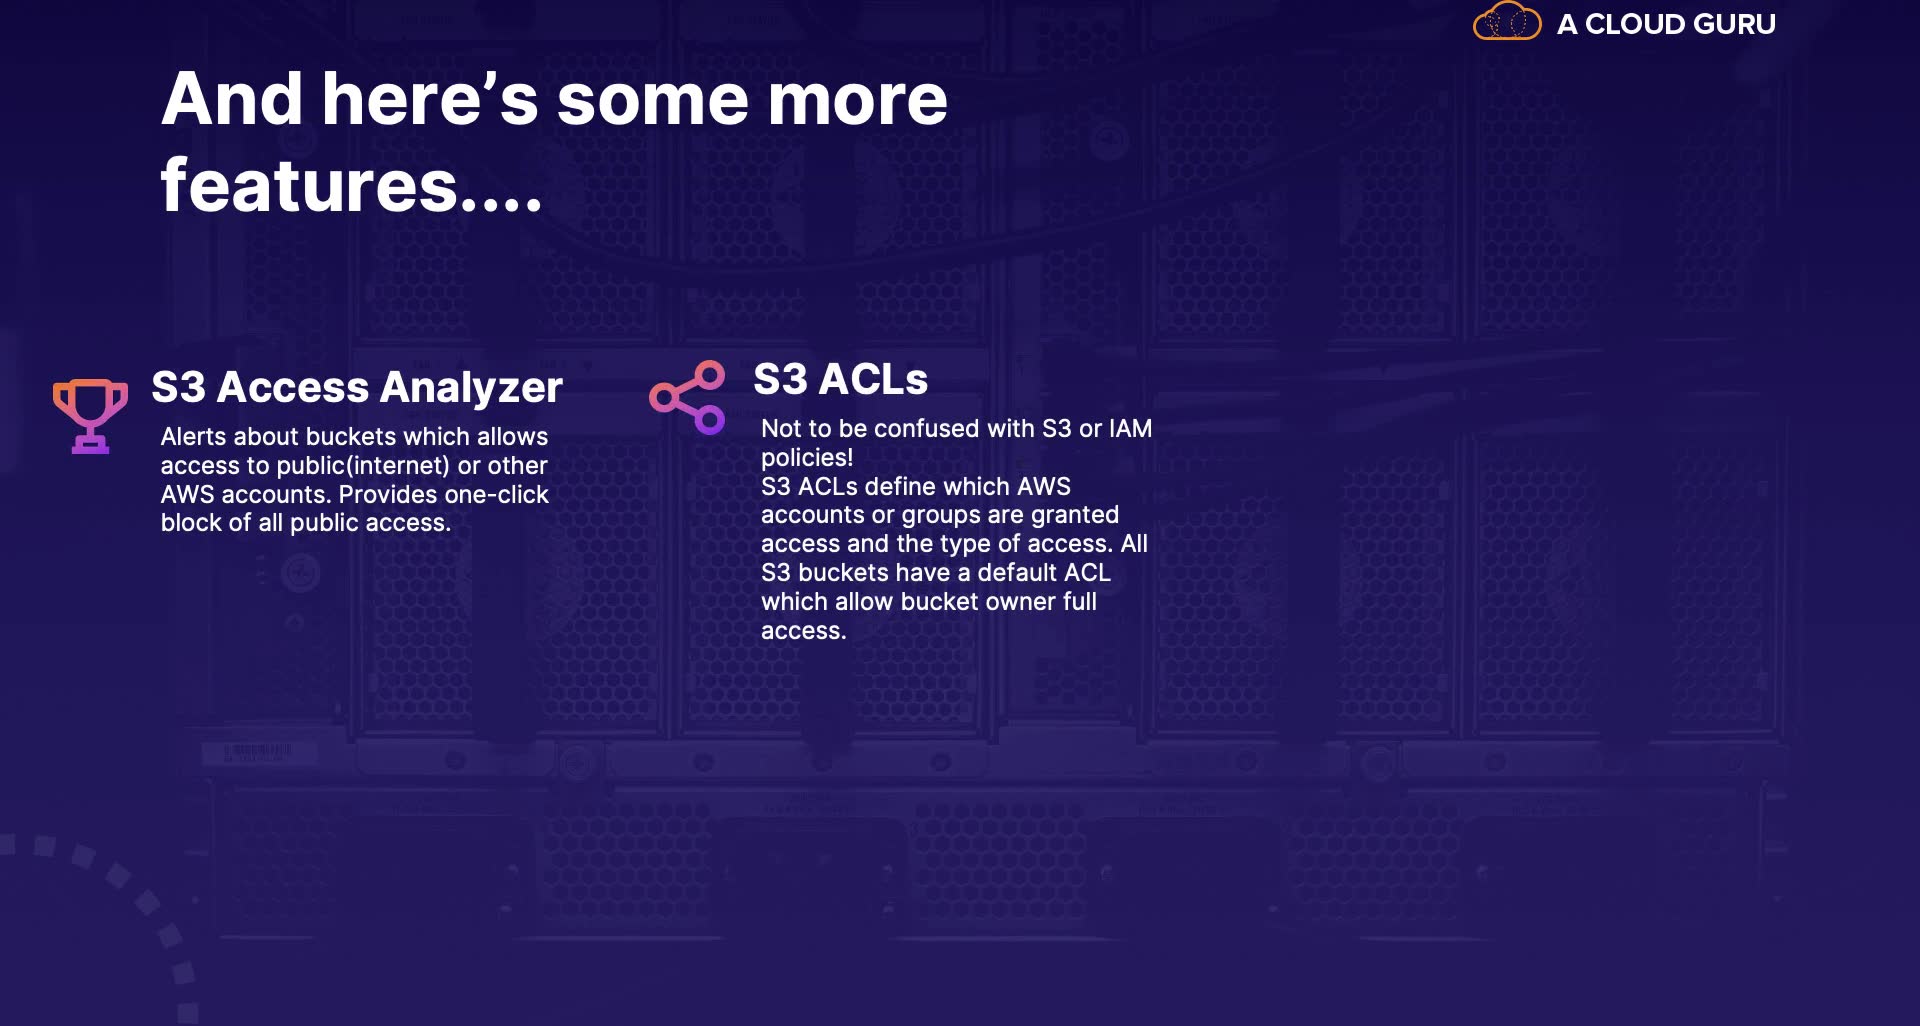 A CLOUD GURU
And here’s some more
features....
S3 Access Analyzer
Alerts about buckets which allows
access to public(internet) or other
AWS accounts. Provides one-click
block of all public access.
S3 ACLs
Not to be confused with S3 or IAM
policies!
S3 ACLs define which AWS
accounts or groups are granted
access and the type of access. All
S3 buckets have a default ACL
which allow bucket owner full
access.